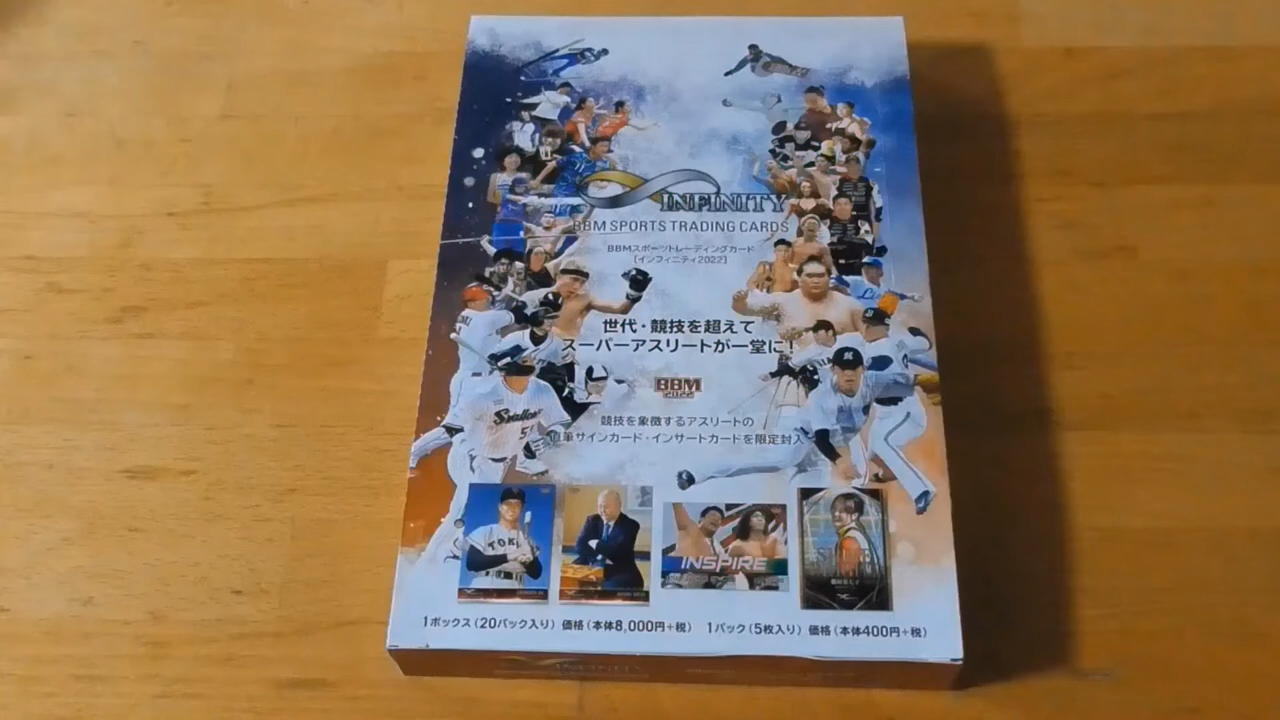 INFINITY
BBM SPORTS TRADING CARDS
BBMスポーツトレーディングカード
[インフィニティ2022]
世代・競技を超えて
スーパーアスリートが一堂に!
BBM
2022
競技を象徴するアスリートの
直筆サインカード・インサートカードを限定封入
Swallows
INSPIRE
1ボックス(20パック入り) 価格(本体8,000円+税) 1パック(5枚入り) 価格(本体400円+税)
INFINITY